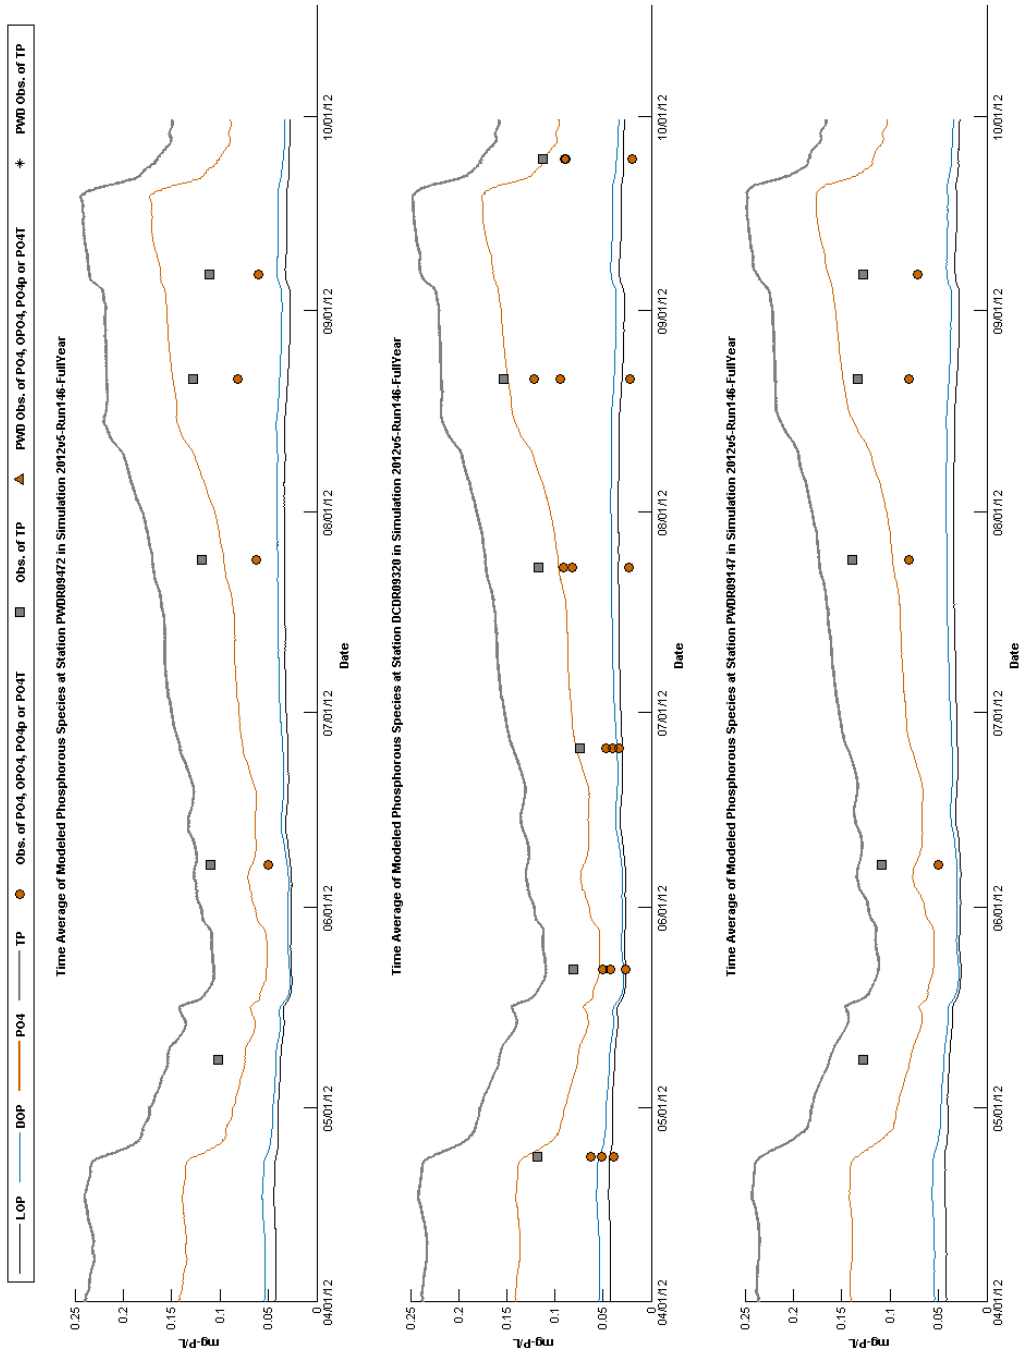 LOP DOP PO4 TP Obs. of PO4, OPO4, PO4p or PO4T Obs. of TP PWD Obs. of PO4, OPO4, PO4p or PO4T PWD Obs. of TP
Time Average of Modeled Phosphorous Species at Station PWDR09472 in Simulation 2012v5-Run146-FullYear
mg-P/L
0.25
0.2
0.15
0.1
0.05
0
04/01/12 05/01/12 06/01/12 07/01/12 08/01/12 09/01/12 10/01/12
Date
Time Average of Modeled Phosphorous Species at Station DCDR09320 in Simulation 2012v5-Run146-FullYear
mg-P/L
0.25
0.2
0.15
0.1
0.05
0
04/01/12 05/01/12 06/01/12 07/01/12 08/01/12 09/01/12 10/01/12
Date
Time Average of Modeled Phosphorous Species at Station PWDR09147 in Simulation 2012v5-Run146-FullYear
mg-P/L
0.25
0.2
0.15
0.1
0.05
0
04/01/12 05/01/12 06/01/12 07/01/12 08/01/12 09/01/12 10/01/12
Date